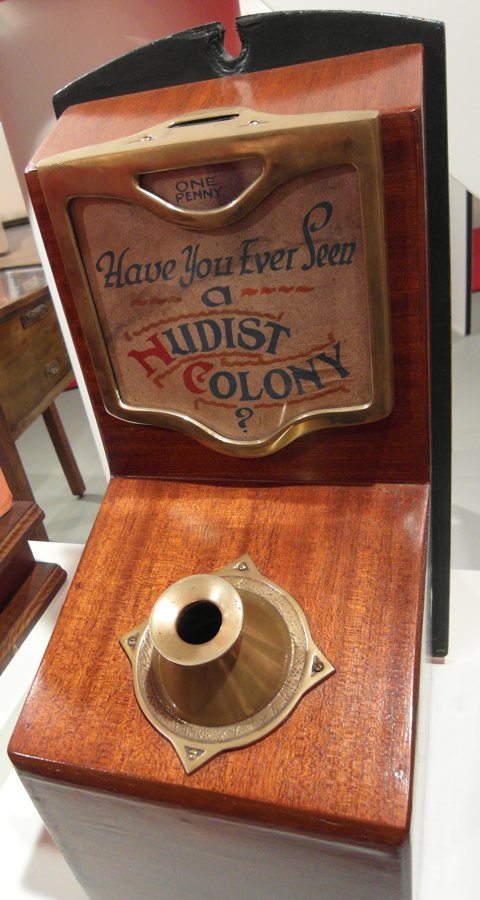 ONE
PENNY
Have You Ever Seen
a
NUDIST
COLONY
?